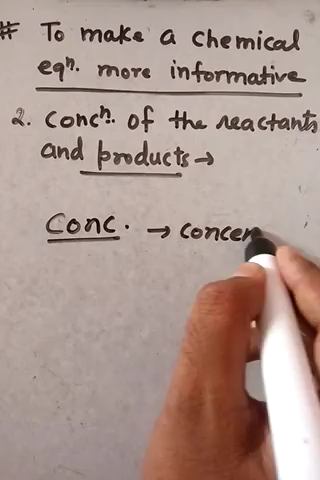 # To make a chemical
eqⁿ. more informative
2. concⁿ. of the reactants
and products →
Conc. → concen